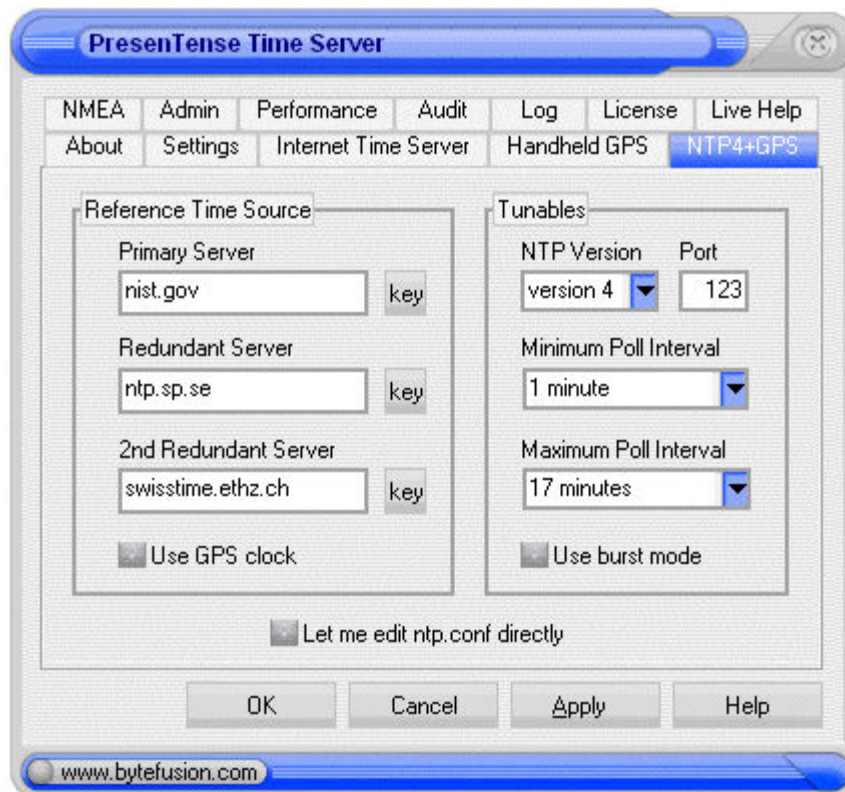 PresenTense Time Server
NMEA Admin Performance Audit Log License Live Help
About Settings Internet Time Server Handheld GPS NTP4+GPS
Reference Time Source
Primary Server
nist.gov key
Redundant Server
ntp.sp.se key
2nd Redundant Server
swisstime.ethz.ch key
Use GPS clock
Tunables
NTP Version Port
version 4 123
Minimum Poll Interval
1 minute
Maximum Poll Interval
17 minutes
Use burst mode
Let me edit ntp.conf directly
OK Cancel Apply Help
www.bytefusion.com